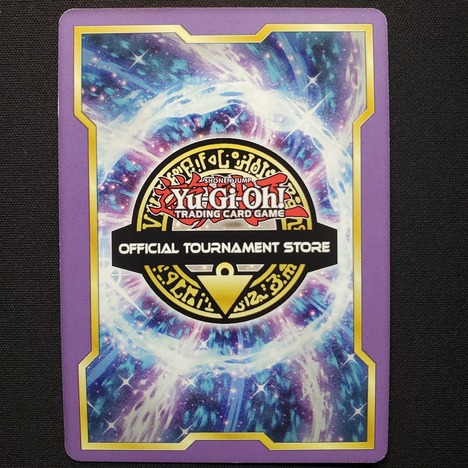 SHONEN JUMP
Yu-Gi-Oh!
TRADING CARD GAME
OFFICIAL TOURNAMENT STORE